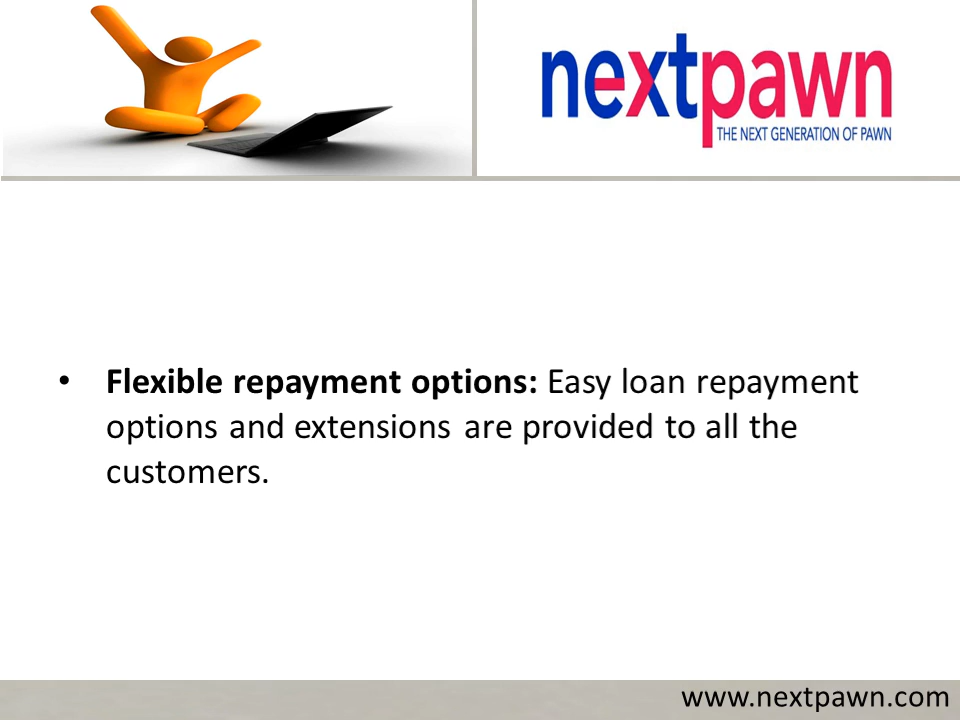 nextpawn
THE NEXT GENERATION OF PAWN
• Flexible repayment options: Easy loan repayment
options and extensions are provided to all the
customers.
www.nextpawn.com